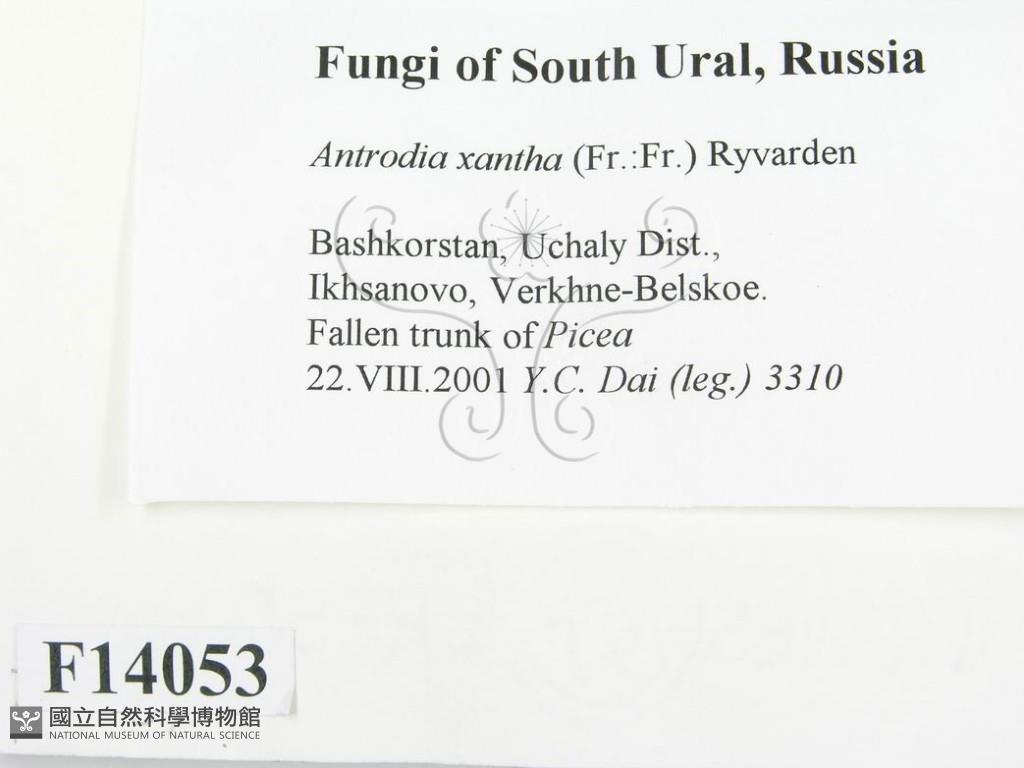 Fungi of South Ural, Russia
Antrodia xantha (Fr.:Fr.) Ryvarden
Bashkorstan, Uchaly Dist.,
Ikhsanovo, Verkhne-Belskoe.
Fallen trunk of Picea
22.VIII.2001 Y.C. Dai (leg.) 3310
F14053
國立自然科學博物館
NATIONAL MUSEUM OF NATURAL SCIENCE